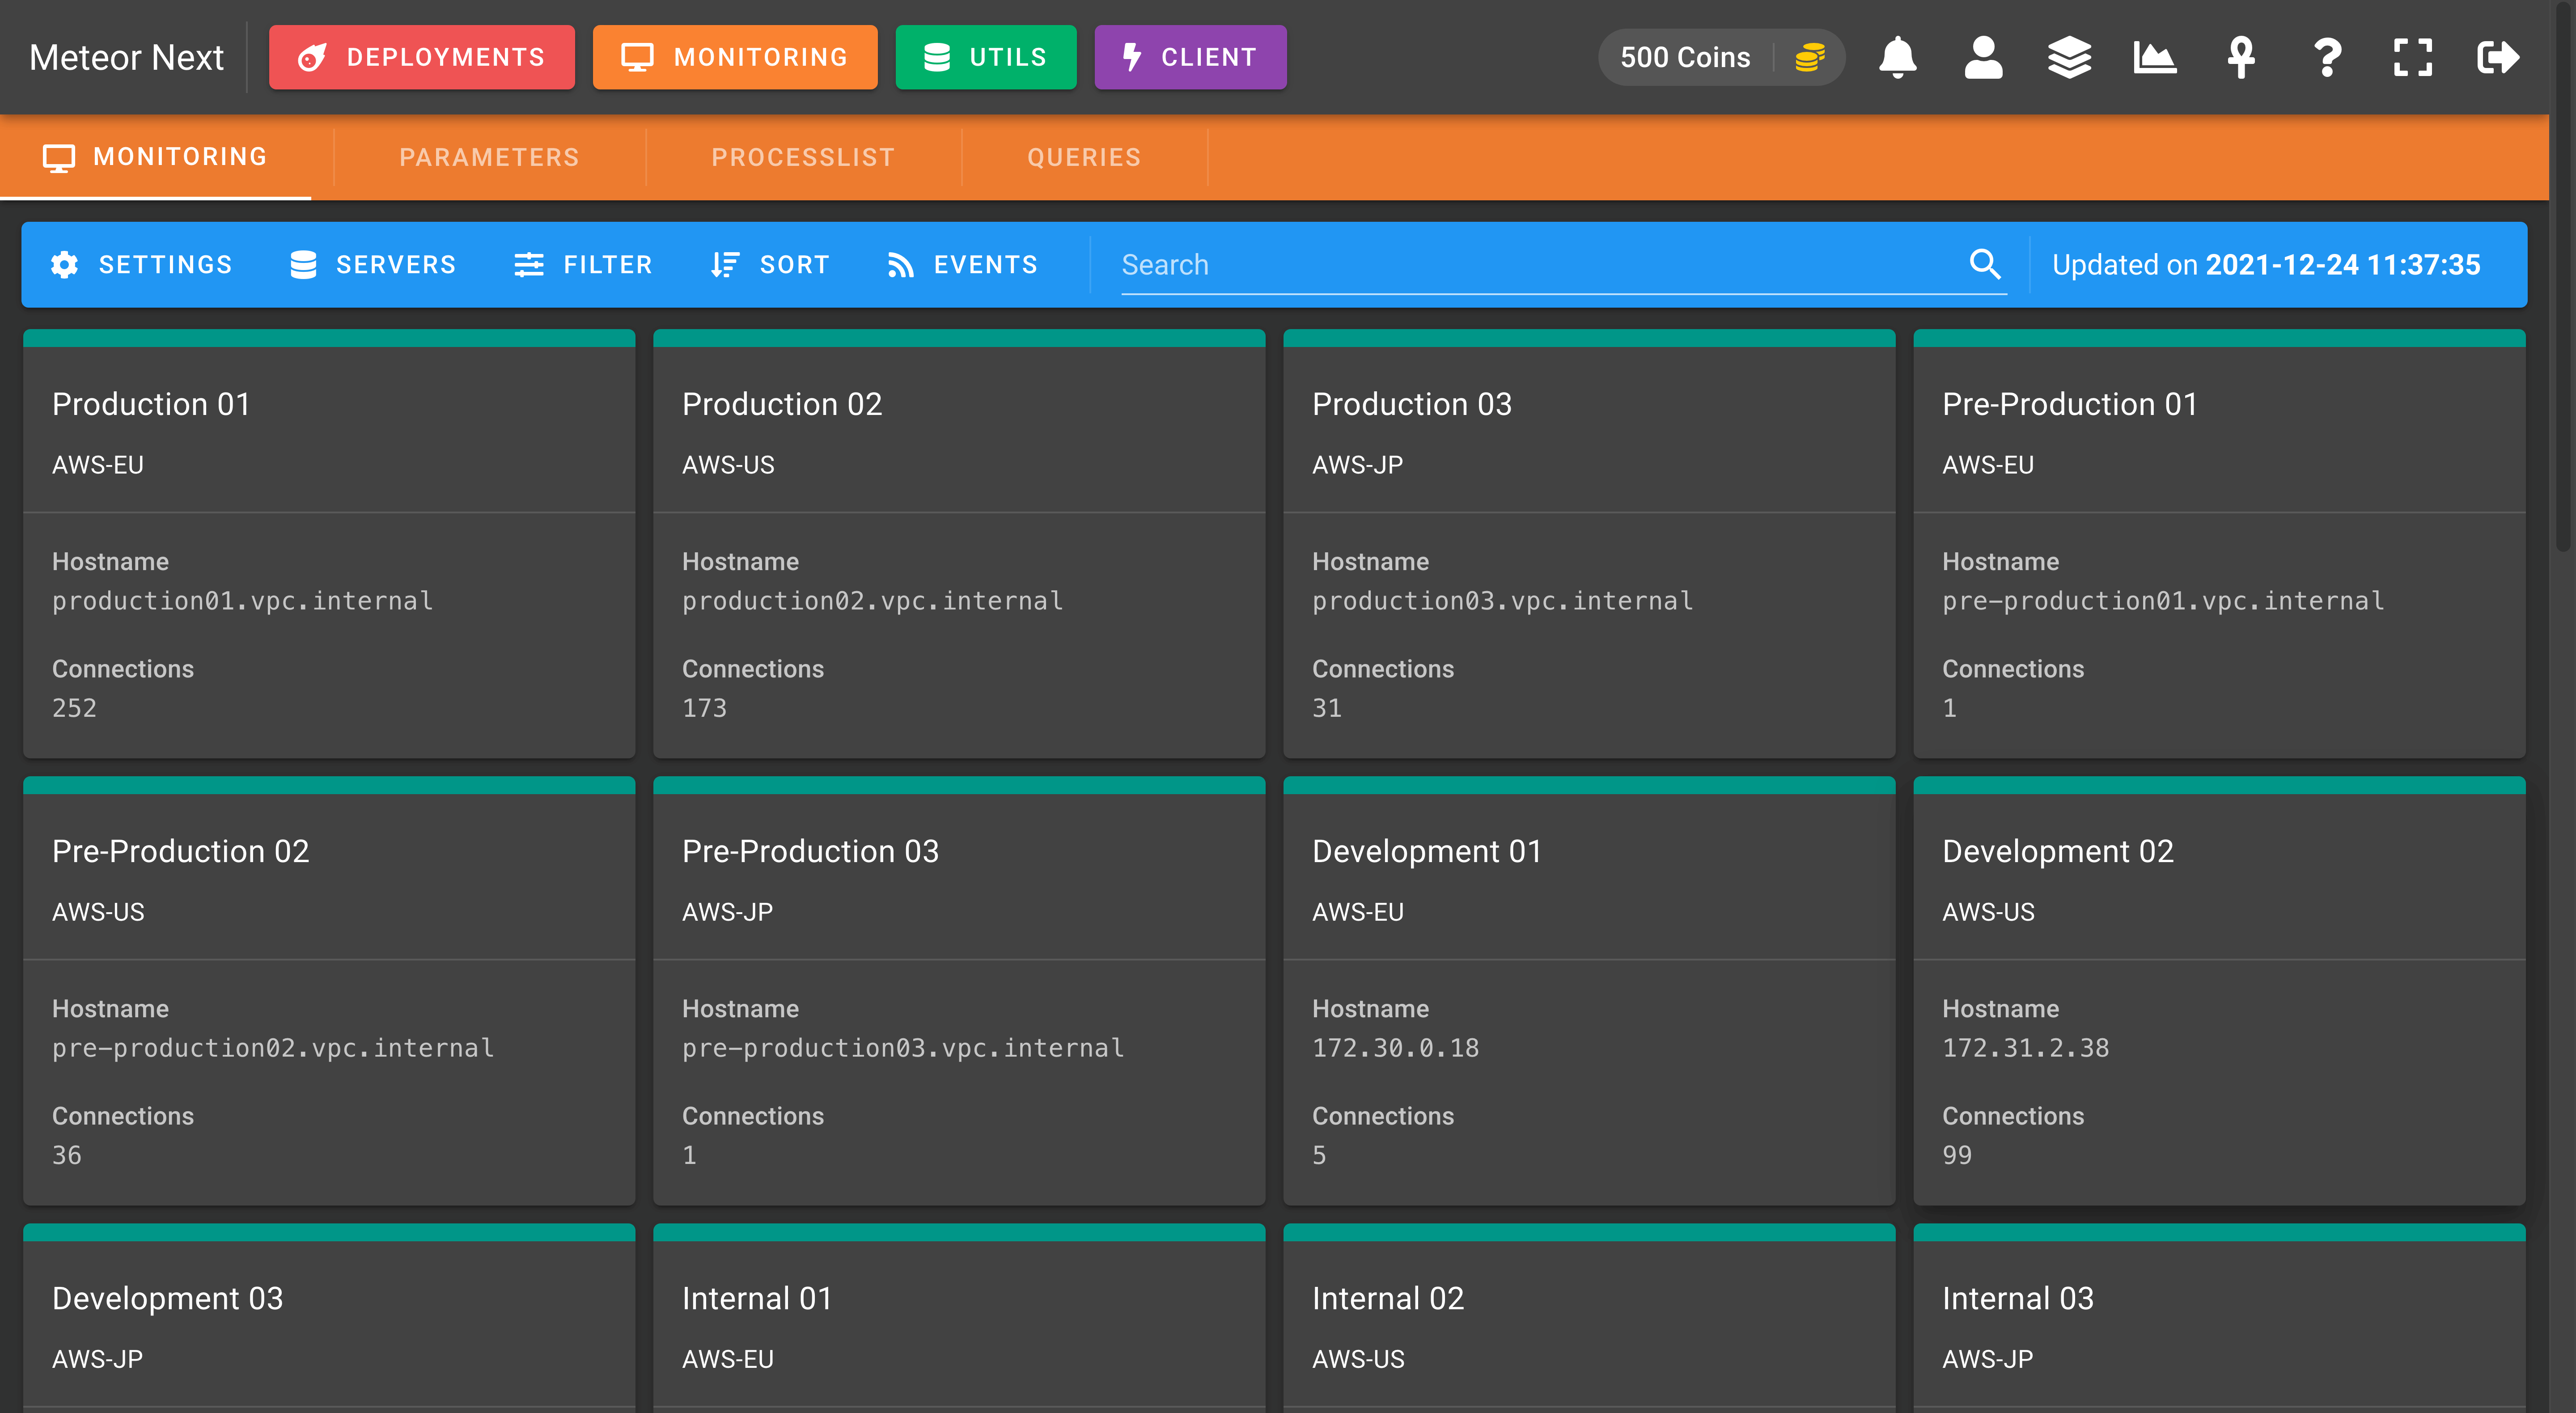 Meteor Next
DEPLOYMENTS
MONITORING
UTILS
CLIENT
500 Coins
MONITORING
PARAMETERS
PROCESSLIST
QUERIES
SETTINGS
SERVERS
FILTER
SORT
EVENTS
Search
Updated on 2021-12-24 11:37:35
Production 01
AWS-EU
Hostname
production01.vpc.internal
Connections
252
Production 02
AWS-US
Hostname
production02.vpc.internal
Connections
173
Production 03
AWS-JP
Hostname
production03.vpc.internal
Connections
31
Pre-Production 01
AWS-EU
Hostname
pre-production01.vpc.internal
Connections
1
Pre-Production 02
AWS-US
Hostname
pre-production02.vpc.internal
Connections
36
Pre-Production 03
AWS-JP
Hostname
pre-production03.vpc.internal
Connections
1
Development 01
AWS-EU
Hostname
172.30.0.18
Connections
5
Development 02
AWS-US
Hostname
172.31.2.38
Connections
99
Development 03
AWS-JP
Internal 01
AWS-EU
Internal 02
AWS-US
Internal 03
AWS-JP